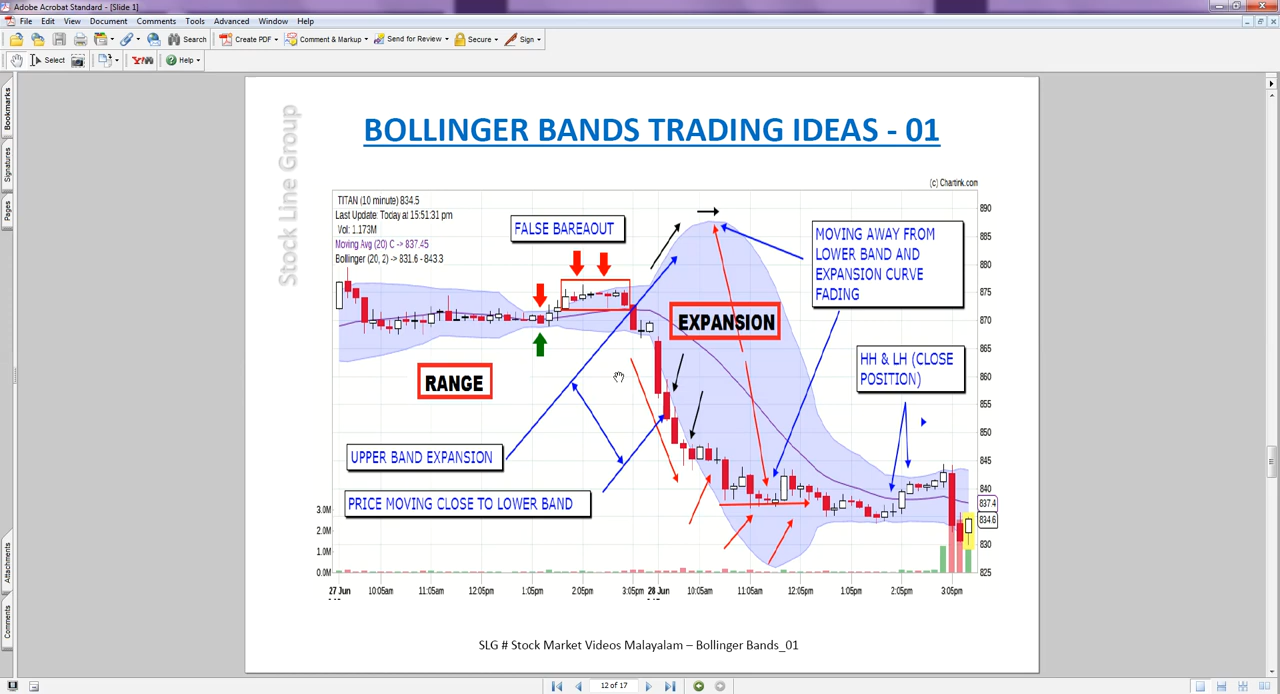 Adobe Acrobat Standard - [Slide 1]
File Edit View Document Comments Tools Advanced Window Help
Search Create PDF Comment & Markup Send for Review Secure Sign
Select Y! Help
Bookmarks
Signatures
Pages
Attachments
Comments
Stock Line Group
BOLLINGER BANDS TRADING IDEAS - 01
(c) Chartink.com
TITAN (10 minute) 834.5
Last Update: Today at 15:51:31 pm
Vol: 1.173M
Moving Avg (20) C -> 837.45
Bollinger (20, 2) -> 831.6 - 843.3
FALSE BAREAOUT
MOVING AWAY FROM
LOWER BAND AND
EXPANSION CURVE
FADING
EXPANSION
HH & LH (CLOSE
POSITION)
RANGE
UPPER BAND EXPANSION
PRICE MOVING CLOSE TO LOWER BAND
890
885
880
875
870
865
860
855
850
845
840
837.4
834.6
830
825
3.0M
2.0M
1.0M
0.0M
27 Jun 10:05am 11:05am 12:05pm 1:05pm 2:05pm 3:05pm 28 Jun 10:05am 11:05am 12:05pm 1:05pm 2:05pm 3:05pm
SLG # Stock Market Videos Malayalam – Bollinger Bands_01
12 of 17